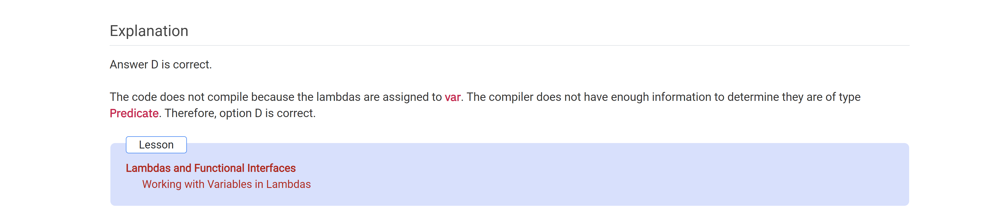 Explanation
Answer D is correct.
The code does not compile because the lambdas are assigned to var. The compiler does not have enough information to determine they are of type
Predicate. Therefore, option D is correct.
Lesson
Lambdas and Functional Interfaces
Working with Variables in Lambdas